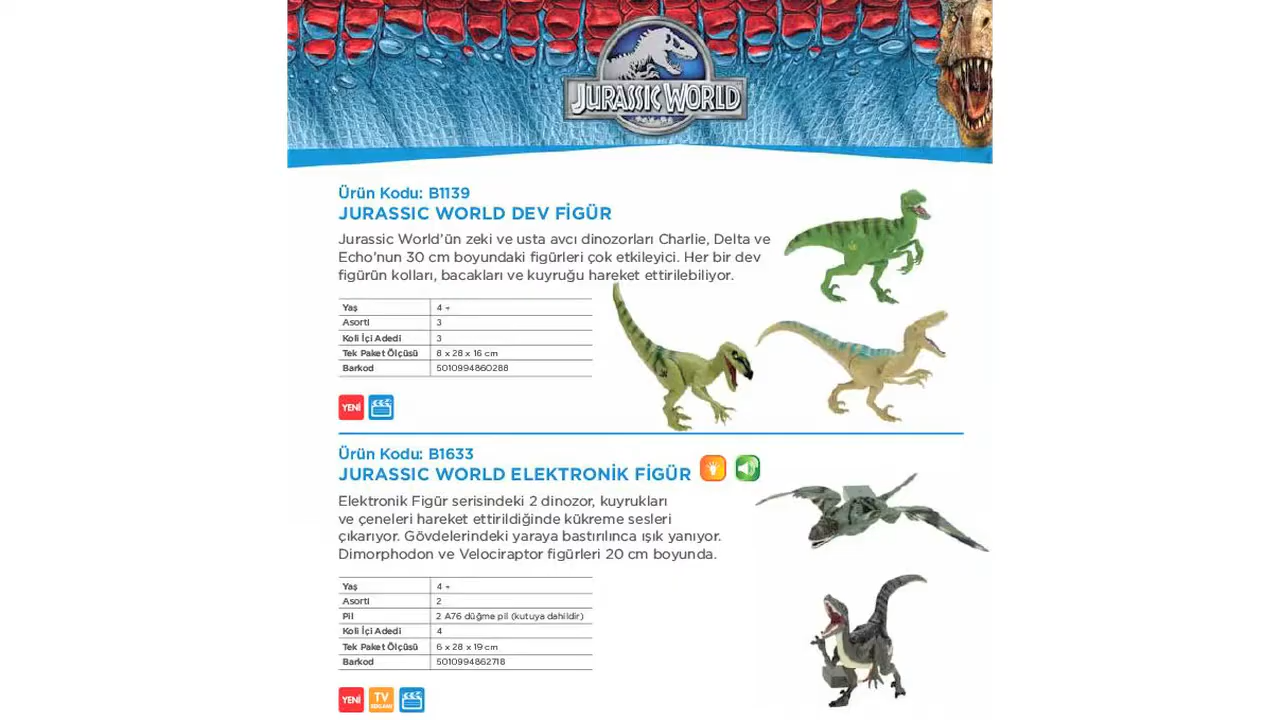 JURASSIC WORLD
Ürün Kodu: B1139
JURASSIC WORLD DEV FİGÜR
Jurassic World'ün zeki ve usta avcı dinozorları Charlie, Delta ve
Echo'nun 30 cm boyundaki figürleri çok etkileyici. Her bir dev
figürün kolları, bacakları ve kuyruğu hareket ettirilebiliyor.
Yaş 4 +
Asorti 3
Koli İçi Adedi 3
Tek Paket Ölçüsü 8 x 28 x 16 cm
Barkod 5010994860288
YENİ
Ürün Kodu: B1633
JURASSIC WORLD ELEKTRONİK FİGÜR
Elektronik Figür serisindeki 2 dinozor, kuyrukları
ve çeneleri hareket ettirildiğinde kükreme sesleri
çıkarıyor. Gövdelerindeki yaraya bastırılınca ışık yanıyor.
Dimorphodon ve Velociraptor figürleri 20 cm boyunda.
Yaş 4 +
Asorti 2
Pil 2 A76 düğme pil (kutuya dahildir)
Koli İçi Adedi 4
Tek Paket Ölçüsü 6 x 28 x 19 cm
Barkod 5010994862718
YENİ TV REKLAMI